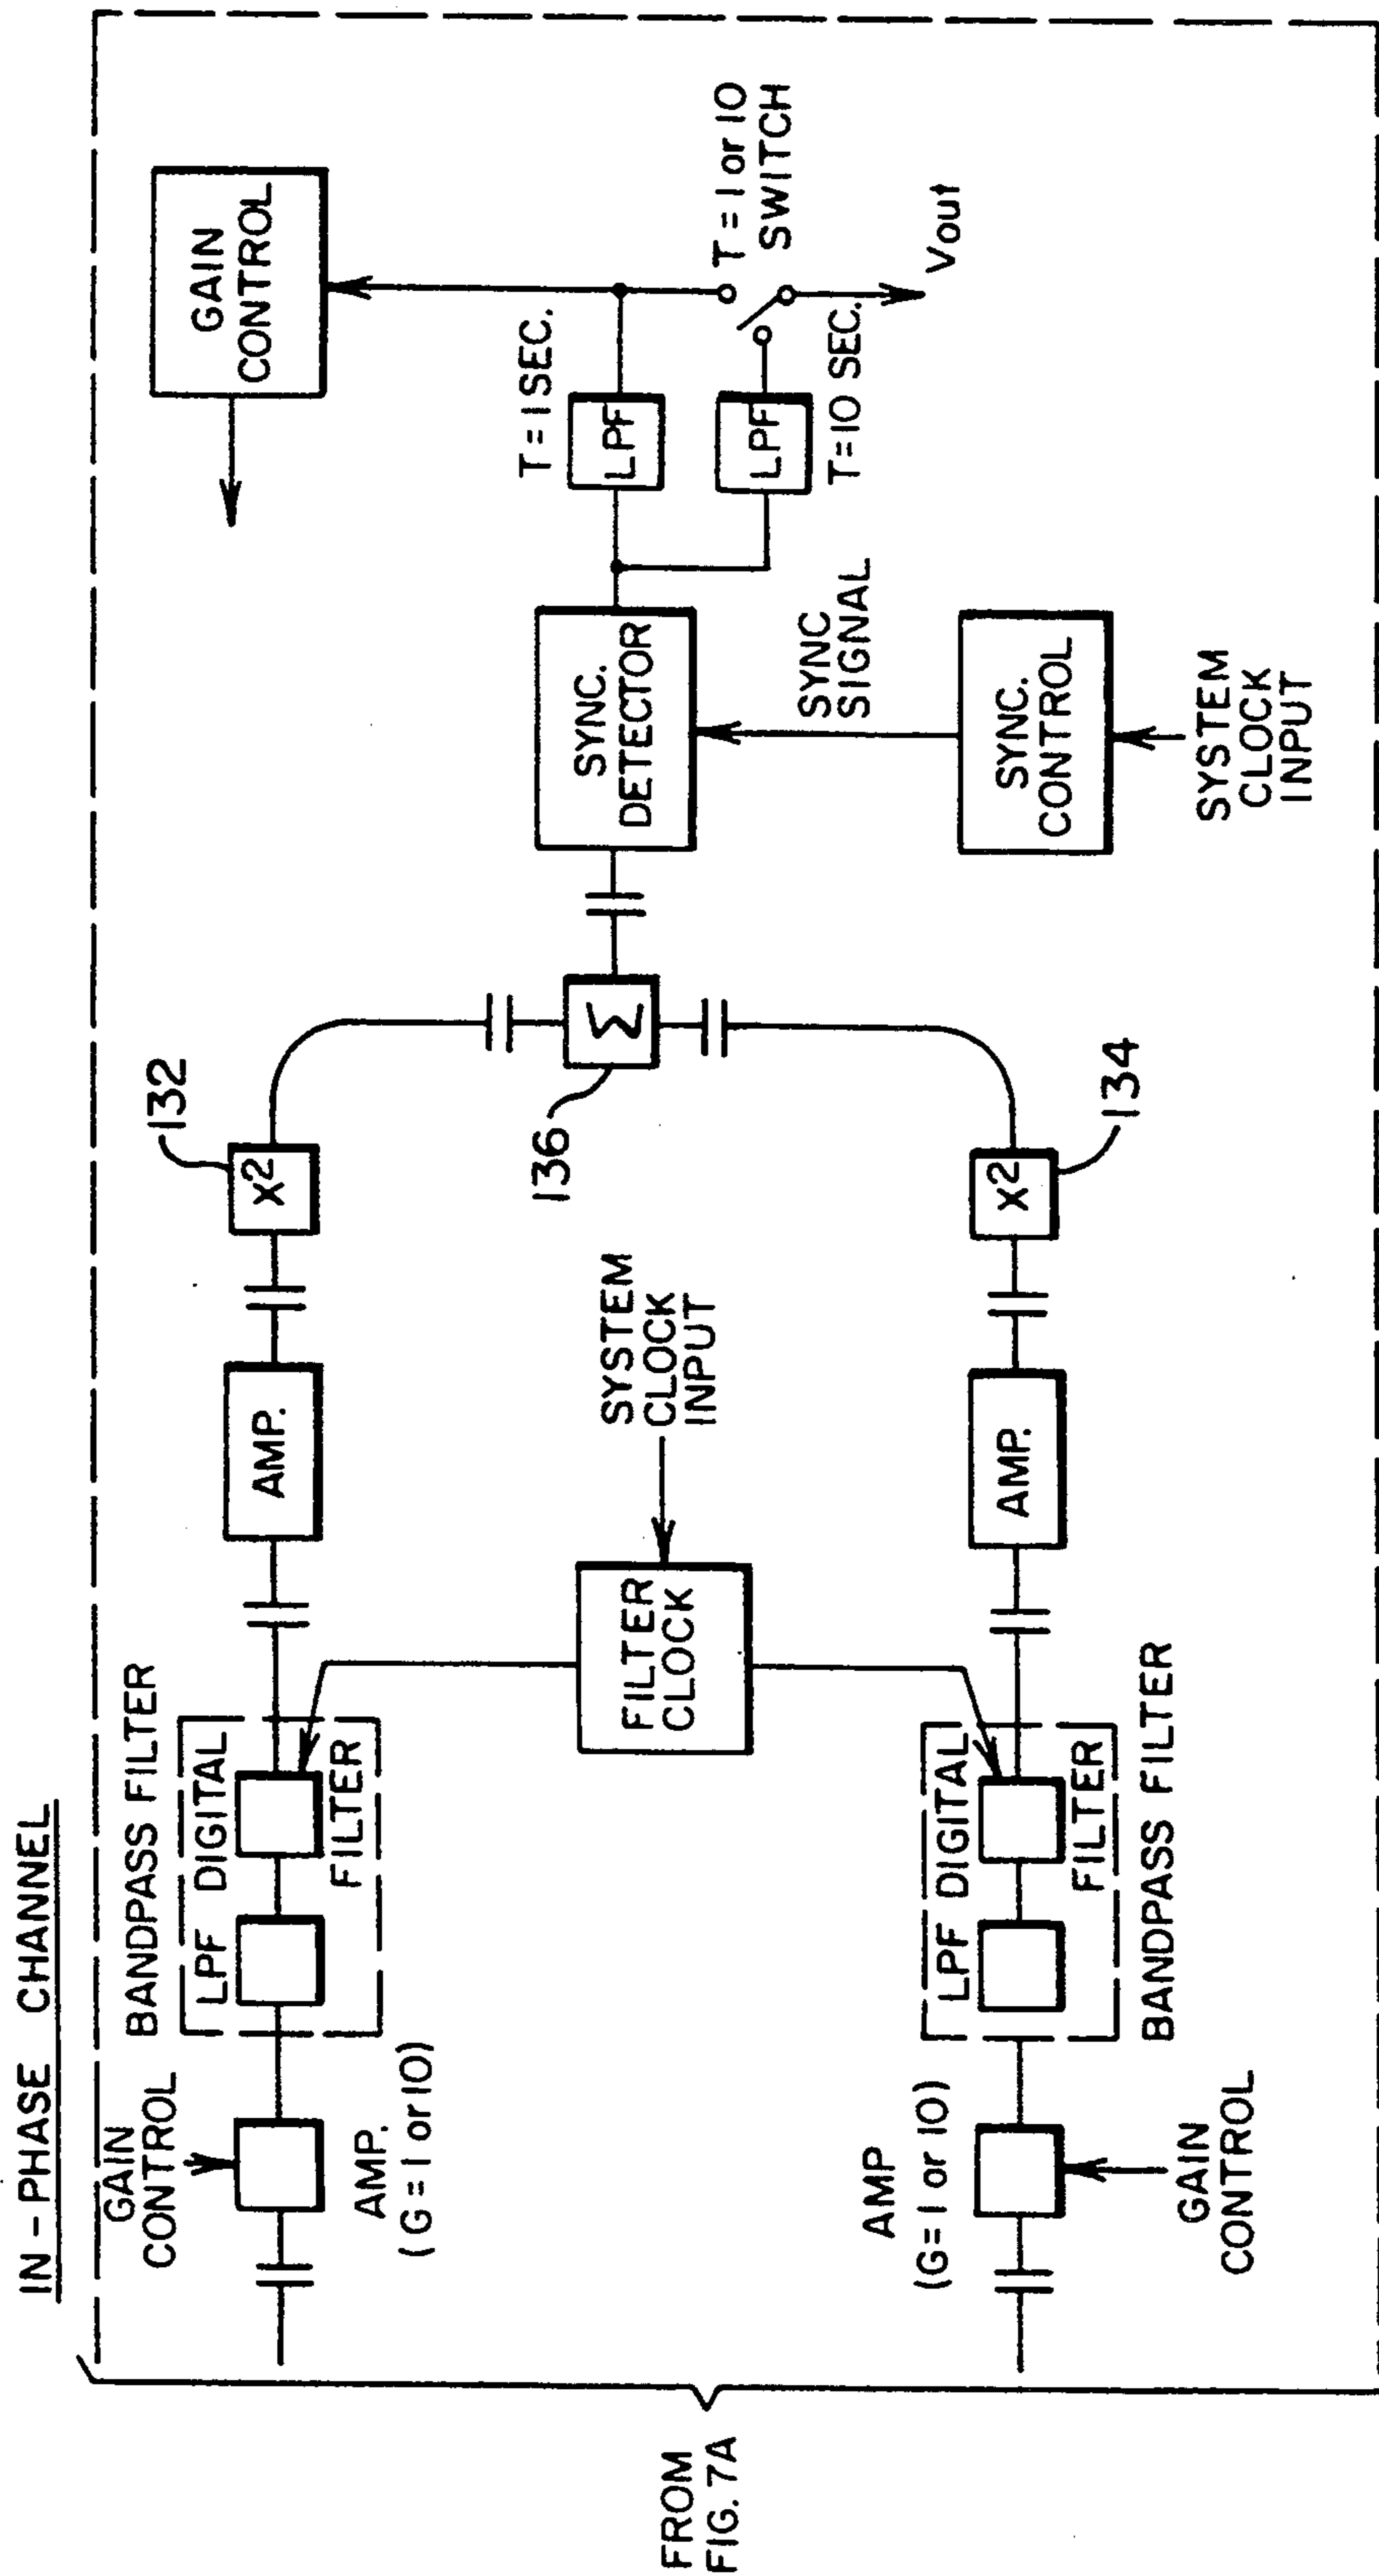 IN-PHASE CHANNEL
FROM
FIG. 7A
GAIN
CONTROL
AMP.
(G = 1 or 10)
BANDPASS FILTER
LPF DIGITAL
FILTER
AMP.
X2
132
AMP
(G = 1 or 10)
GAIN
CONTROL
LPF DIGITAL
FILTER
BANDPASS FILTER
FILTER
CLOCK
SYSTEM
CLOCK
INPUT
AMP.
X2
134
Σ
136
SYNC.
DETECTOR
SYNC
SIGNAL
SYNC.
CONTROL
SYSTEM
CLOCK
INPUT
T = 1 SEC.
LPF
LPF
T = 10 SEC.
GAIN
CONTROL
T = 1 or 10
SWITCH
Vout